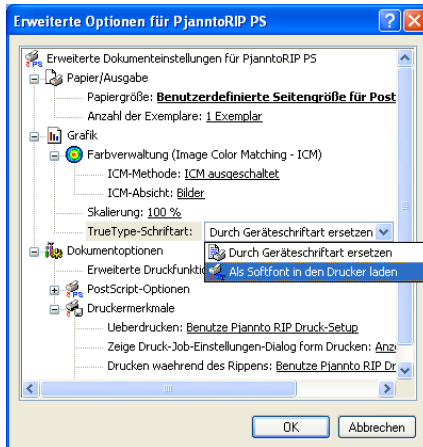 Erweiterte Optionen für PjanntoRIP PS
Erweiterte Dokumenteinstellungen für PjanntoRIP PS
Papier/Ausgabe
Papiergröße: Benutzerdefinierte Seitengröße für Post
Anzahl der Exemplare: 1 Exemplar
Grafik
Farbverwaltung (Image Color Matching - ICM)
ICM-Methode: ICM ausgeschaltet
ICM-Absicht: Bilder
Skalierung: 100 %
TrueType-Schriftart: Durch Geräteschriftart ersetzen
Durch Geräteschriftart ersetzen
Als Softfont in den Drucker laden
Dokumentoptionen
Erweiterte Druckfunktio
PostScript-Optionen
Druckermerkmale
Ueberdrucken: Benutze Pjannto RIP Druck-Setup
Zeige Druck-Job-Einstellungen-Dialog form Drucken: Anz
Drucken waehrend des Rippens: Benutze Pjannto RIP Dr
OK Abbrechen